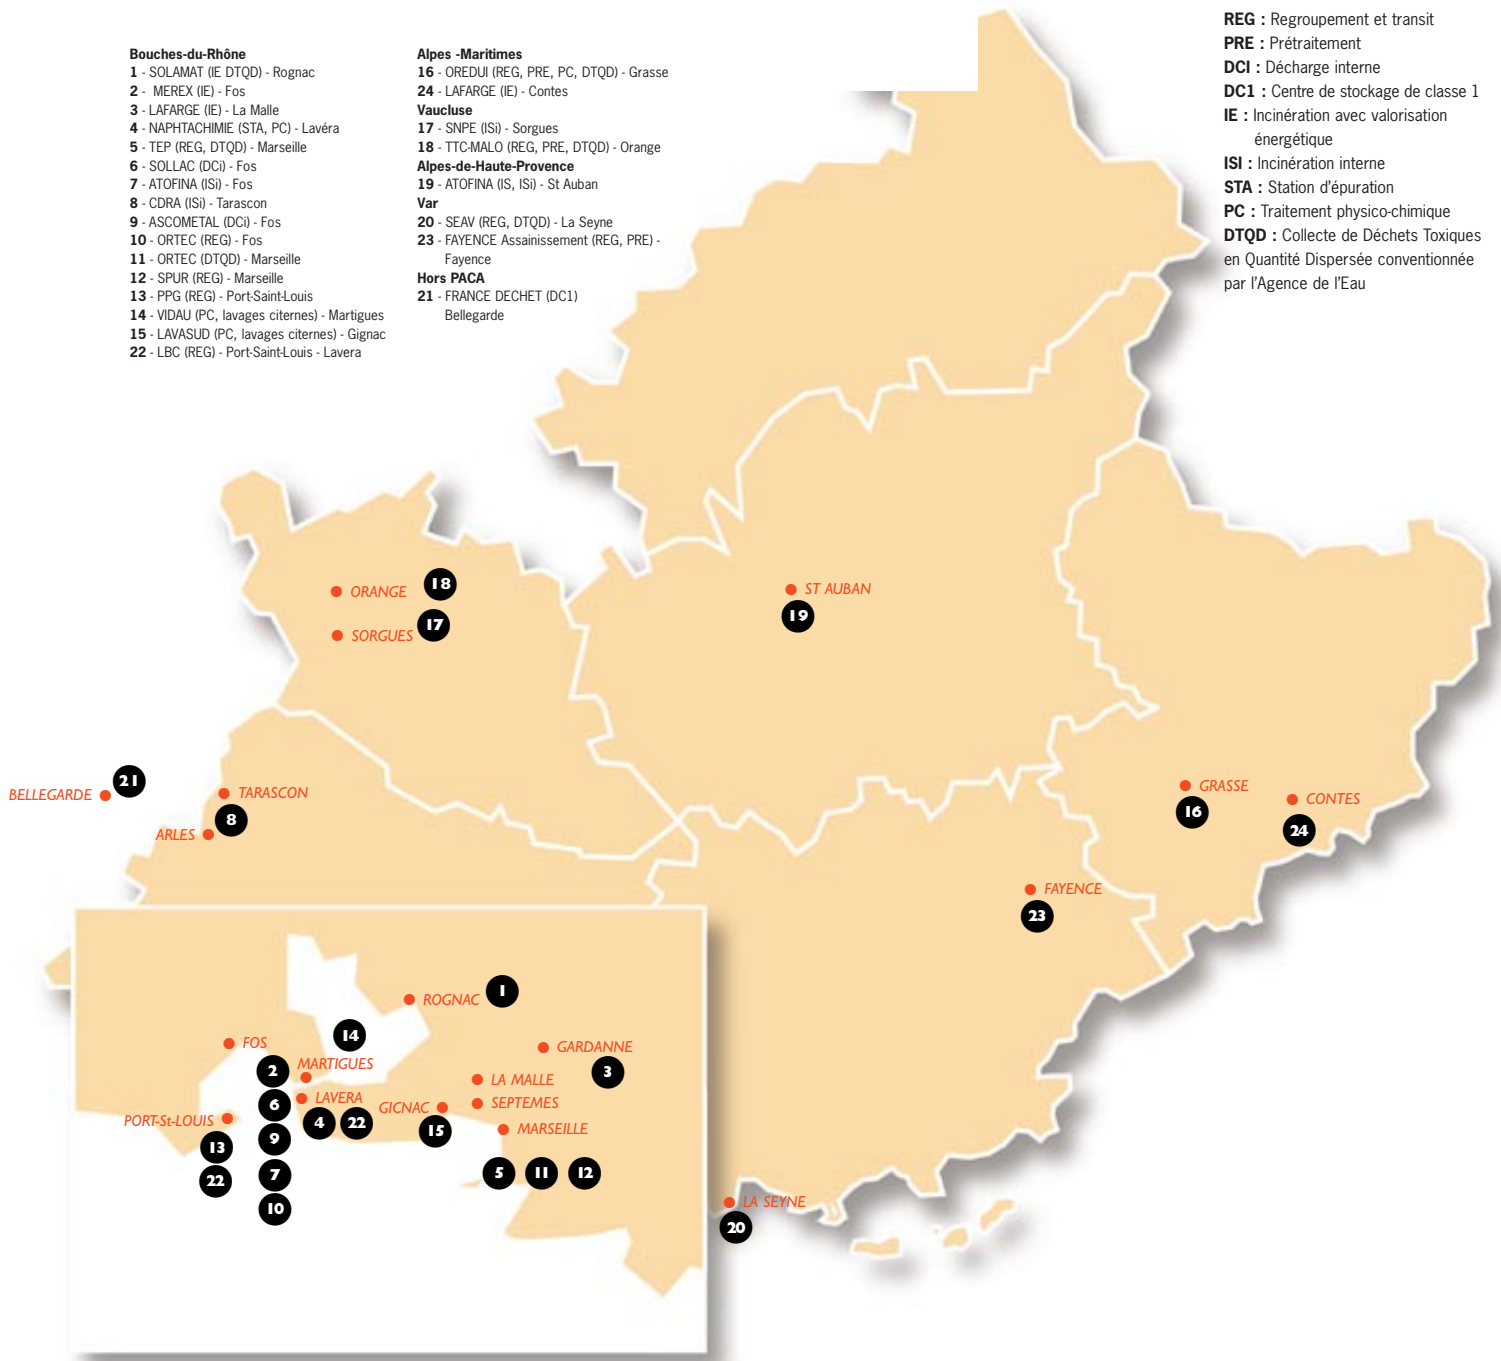 Bouches-du-Rhône
1 - SOLAMAT (IE DTQD) - Rognac
2 - MEREX (IE) - Fos
3 - LAFARGE (IE) - La Malle
4 - NAPHTACHIMIE (STA, PC) - Lavéra
5 - TEP (REG, DTQD) - Marseille
6 - SOLLAC (DCi) - Fos
7 - ATOFINA (ISi) - Fos
8 - CDRA (ISi) - Tarascon
9 - ASCOMETAL (DCi) - Fos
10 - ORTEC (REG) - Fos
11 - ORTEC (DTQD) - Marseille
12 - SPUR (REG) - Marseille
13 - PPG (REG) - Port-Saint-Louis
14 - VIDAU (PC, lavages citernes) - Martigues
15 - LAVASUD (PC, lavages citernes) - Gignac
22 - LBC (REG) - Port-Saint-Louis - Lavera
Alpes -Maritimes
16 - OREDUI (REG, PRE, PC, DTQD) - Grasse
24 - LAFARGE (IE) - Contes
Vaucluse
17 - SNPE (ISi) - Sorgues
18 - TTC-MALO (REG, PRE, DTQD) - Orange
Alpes-de-Haute-Provence
19 - ATOFINA (IS, ISi) - St Auban
Var
20 - SEAV (REG, DTQD) - La Seyne
23 - FAYENCE Assainissement (REG, PRE) -
Fayence
Hors PACA
21 - FRANCE DECHET (DC1)
Bellegarde
REG : Regroupement et transit
PRE : Prétraitement
DCI : Décharge interne
DC1 : Centre de stockage de classe 1
IE : Incinération avec valorisation
énergétique
ISI : Incinération interne
STA : Station d'épuration
PC : Traitement physico-chimique
DTQD : Collecte de Déchets Toxiques
en Quantité Dispersée conventionnée
par l'Agence de l'Eau
ORANGE 18
SORGUES 17
ST AUBAN
19
BELLEGARDE 21
TARASCON
8
ARLES
GRASSE
16
CONTES
24
FAYENCE
23
ROGNAC 1
14
FOS
MARTIGUES
2
GARDANNE
3
LA MALLE
LAVERA
6
4 22
GIGNAC
15
SEPTEMES
PORT-St-LOUIS
13
22
9
7
10
MARSEILLE
5 11 12
LA SEYNE
20